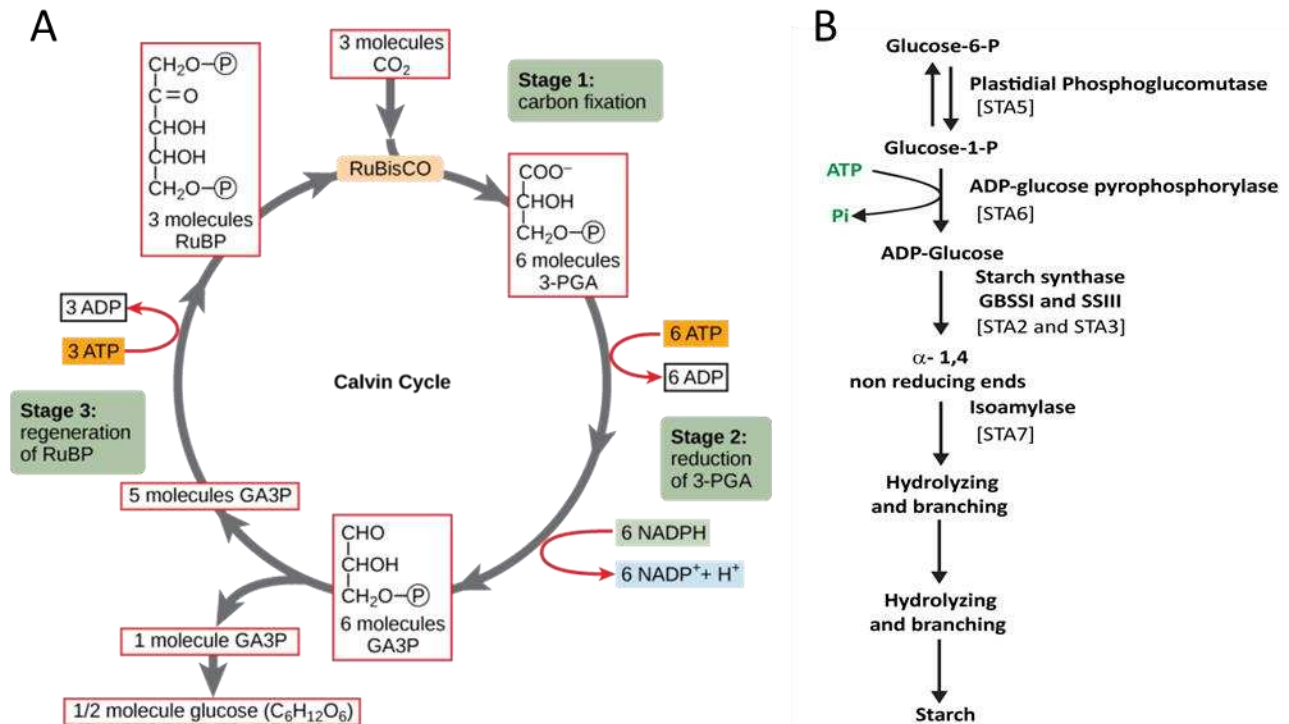 A
CH₂O–Ⓟ
C=O
CHOH
CHOH
CH₂O–Ⓟ
3 molecules
RuBP
3 molecules
CO₂
Stage 1:
carbon fixation
RuBisCO
COO⁻
CHOH
CH₂O–Ⓟ
6 molecules
3-PGA
3 ADP
3 ATP
6 ATP
6 ADP
Calvin Cycle
Stage 3:
regeneration
of RuBP
Stage 2:
reduction
of 3-PGA
5 molecules GA3P
6 NADPH
6 NADP⁺+ H⁺
CHO
CHOH
CH₂O–Ⓟ
6 molecules
GA3P
1 molecule GA3P
1/2 molecule glucose (C₆H₁₂O₆)
B
Glucose-6-P
Plastidial Phosphoglucomutase
[STA5]
Glucose-1-P
ATP
Pi
ADP-glucose pyrophosphorylase
[STA6]
ADP-Glucose
Starch synthase
GBSSI and SSIII
[STA2 and STA3]
α- 1,4
non reducing ends
Isoamylase
[STA7]
Hydrolyzing
and branching
Hydrolyzing
and branching
Starch